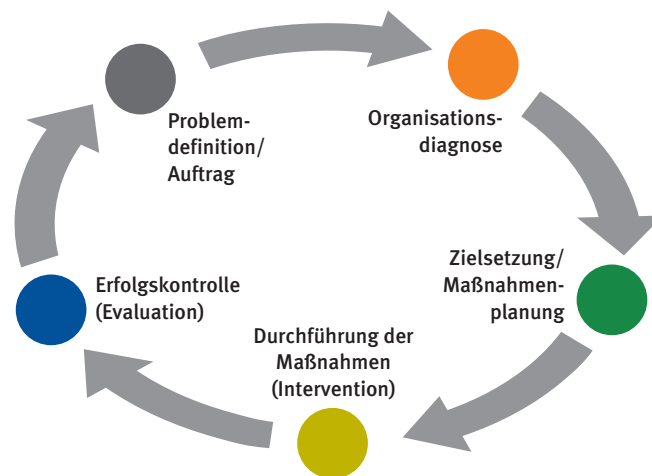 Problem-
definition/
Auftrag
Organisations-
diagnose
Zielsetzung/
Maßnahmen-
planung
Durchführung der
Maßnahmen
(Intervention)
Erfolgskontrolle
(Evaluation)